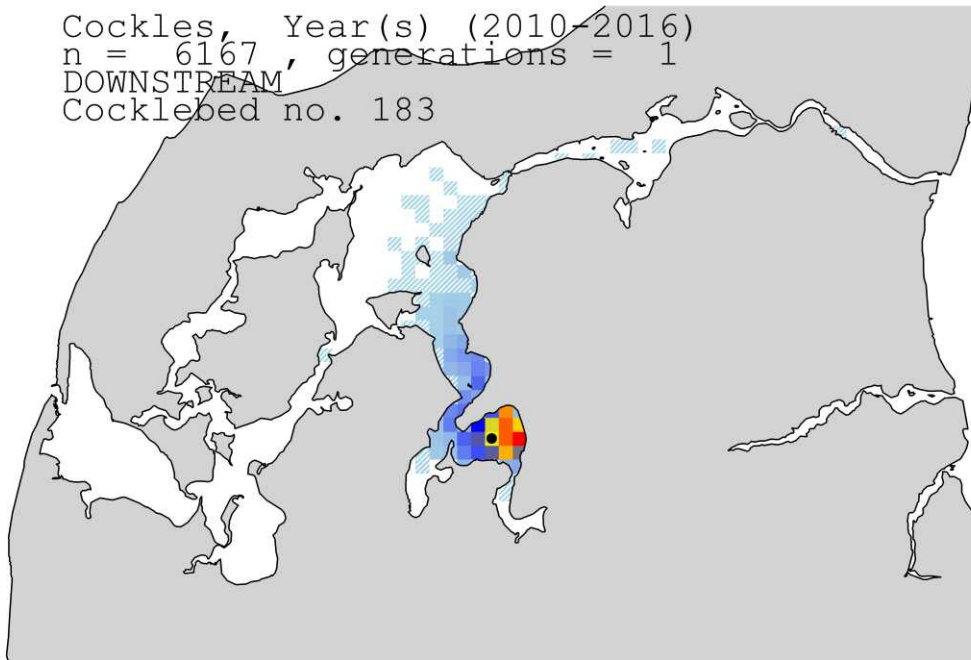 Cockles, Year(s) (2010-2016)
n = 6167 , generations = 1
DOWNSTREAM
Cocklebed no. 183